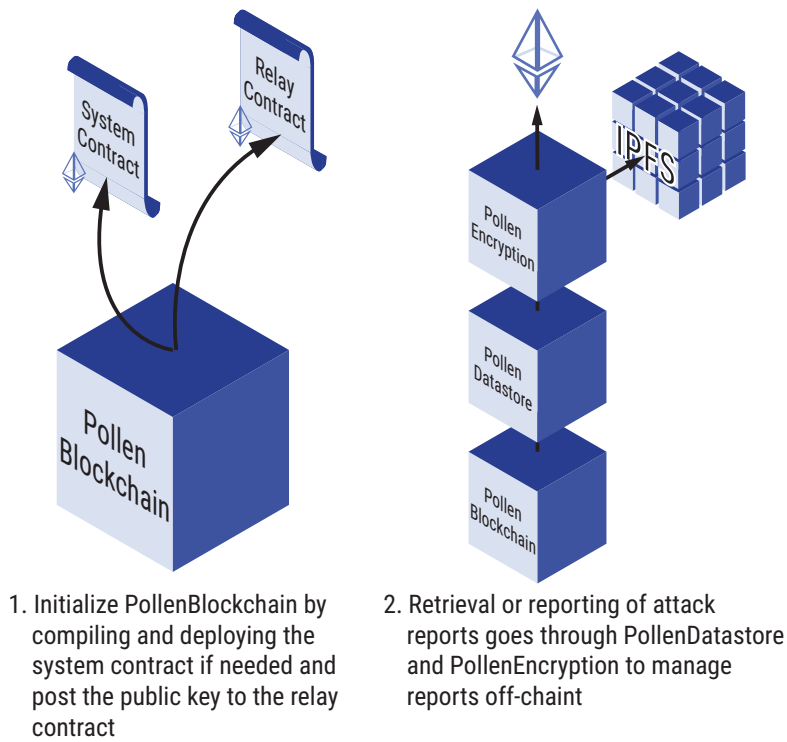 System
Contract
Relay
Contract
Pollen
Blockchain
IPFS
Pollen
Encryption
Pollen
Datastore
Pollen
Blockchain
1. Initialize PollenBlockchain by
compiling and deploying the
system contract if needed and
post the public key to the relay
contract
2. Retrieval or reporting of attack
reports goes through PollenDatastore
and PollenEncryption to manage
reports off-chaint